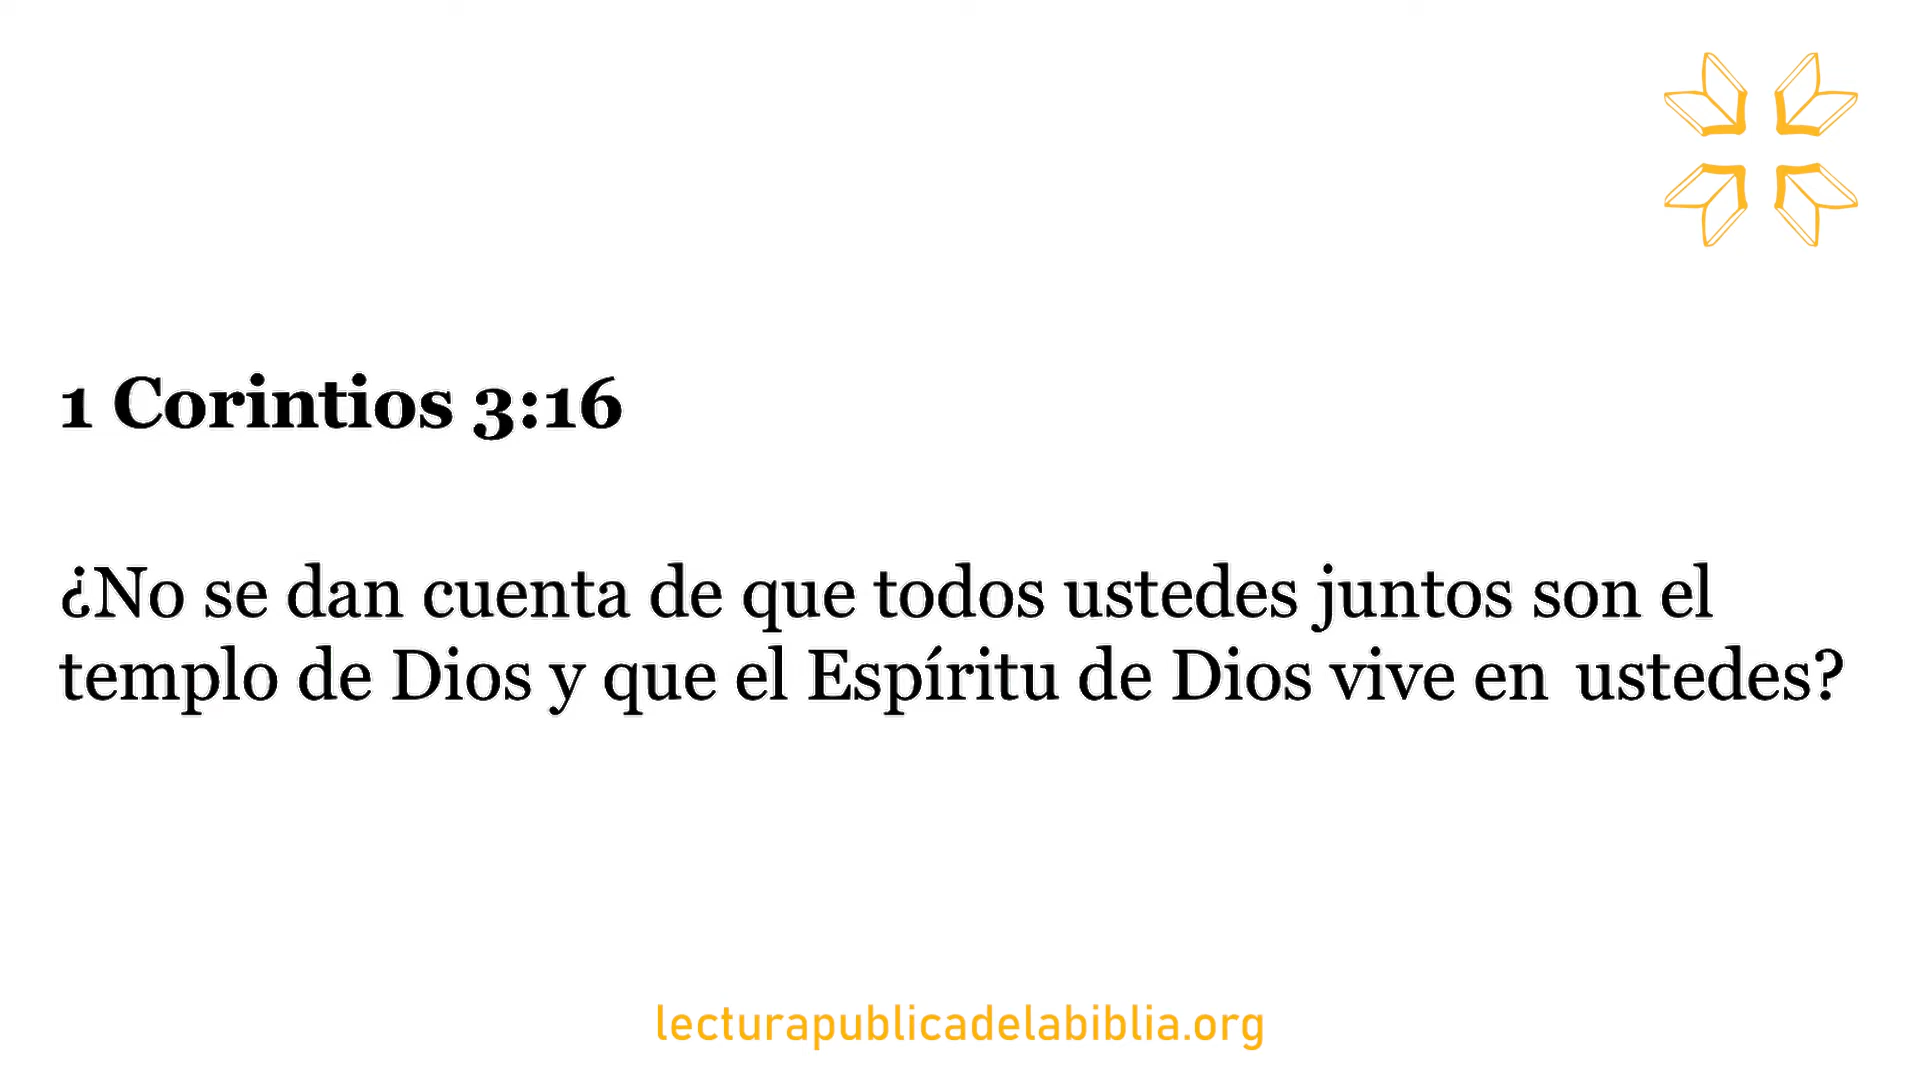 1 Corintios 3:16
¿No se dan cuenta de que todos ustedes juntos son el
templo de Dios y que el Espíritu de Dios vive en ustedes?
lecturapublicadelabiblia.org